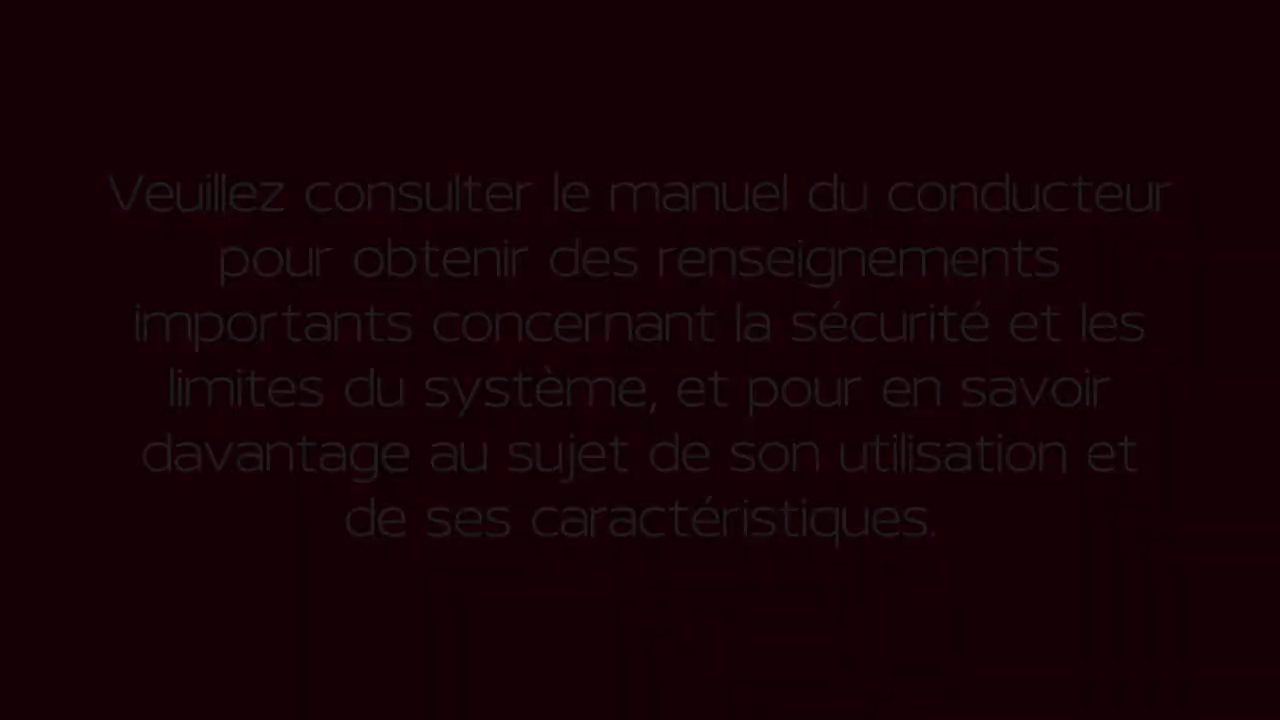 Veuillez consulter le manuel du conducteur
pour obtenir des renseignements
importants concernant la sécurité et les
limites du système, et pour en savoir
davantage au sujet de son utilisation et
de ses caractéristiques.